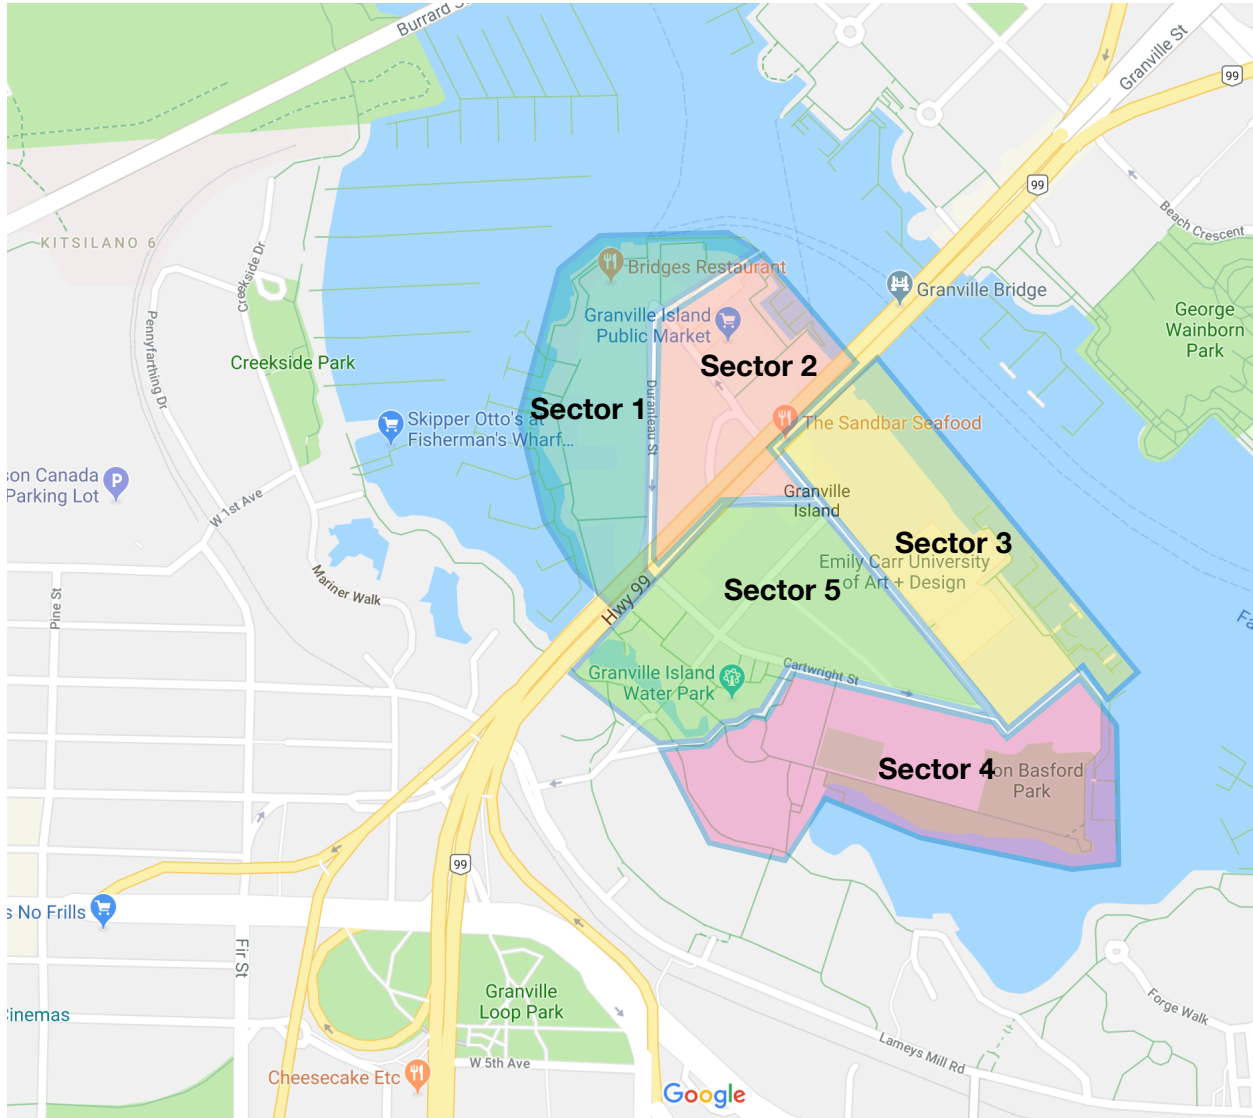 Burrard S
Granville St
99
99
Beach Crescent
KITSILANO 6
Creekside Dr
Bridges Restaurant
Granville Bridge
Granville Island
Public Market
George
Wainborn
Park
Pennyfarthing Dr
Creekside Park
Sector 2
Duranleau St
Sector 1
Skipper Otto's at
Fisherman's Wharf...
The Sandbar Seafood
son Canada
Parking Lot
P
W 1st Ave
Granville
Island
Sector 3
Emily Carr University
of Art + Design
Sector 5
Hwy 99
Mariner Walk
Pine St
Fa
Granville Island
Water Park
Cartwright St
Sector 4
on Basford
Park
99
s No Frills
Fir St
Granville
Loop Park
Cinemas
Forge Walk
Lameys Mill Rd
W 5th Ave
Cheesecake Etc
Google